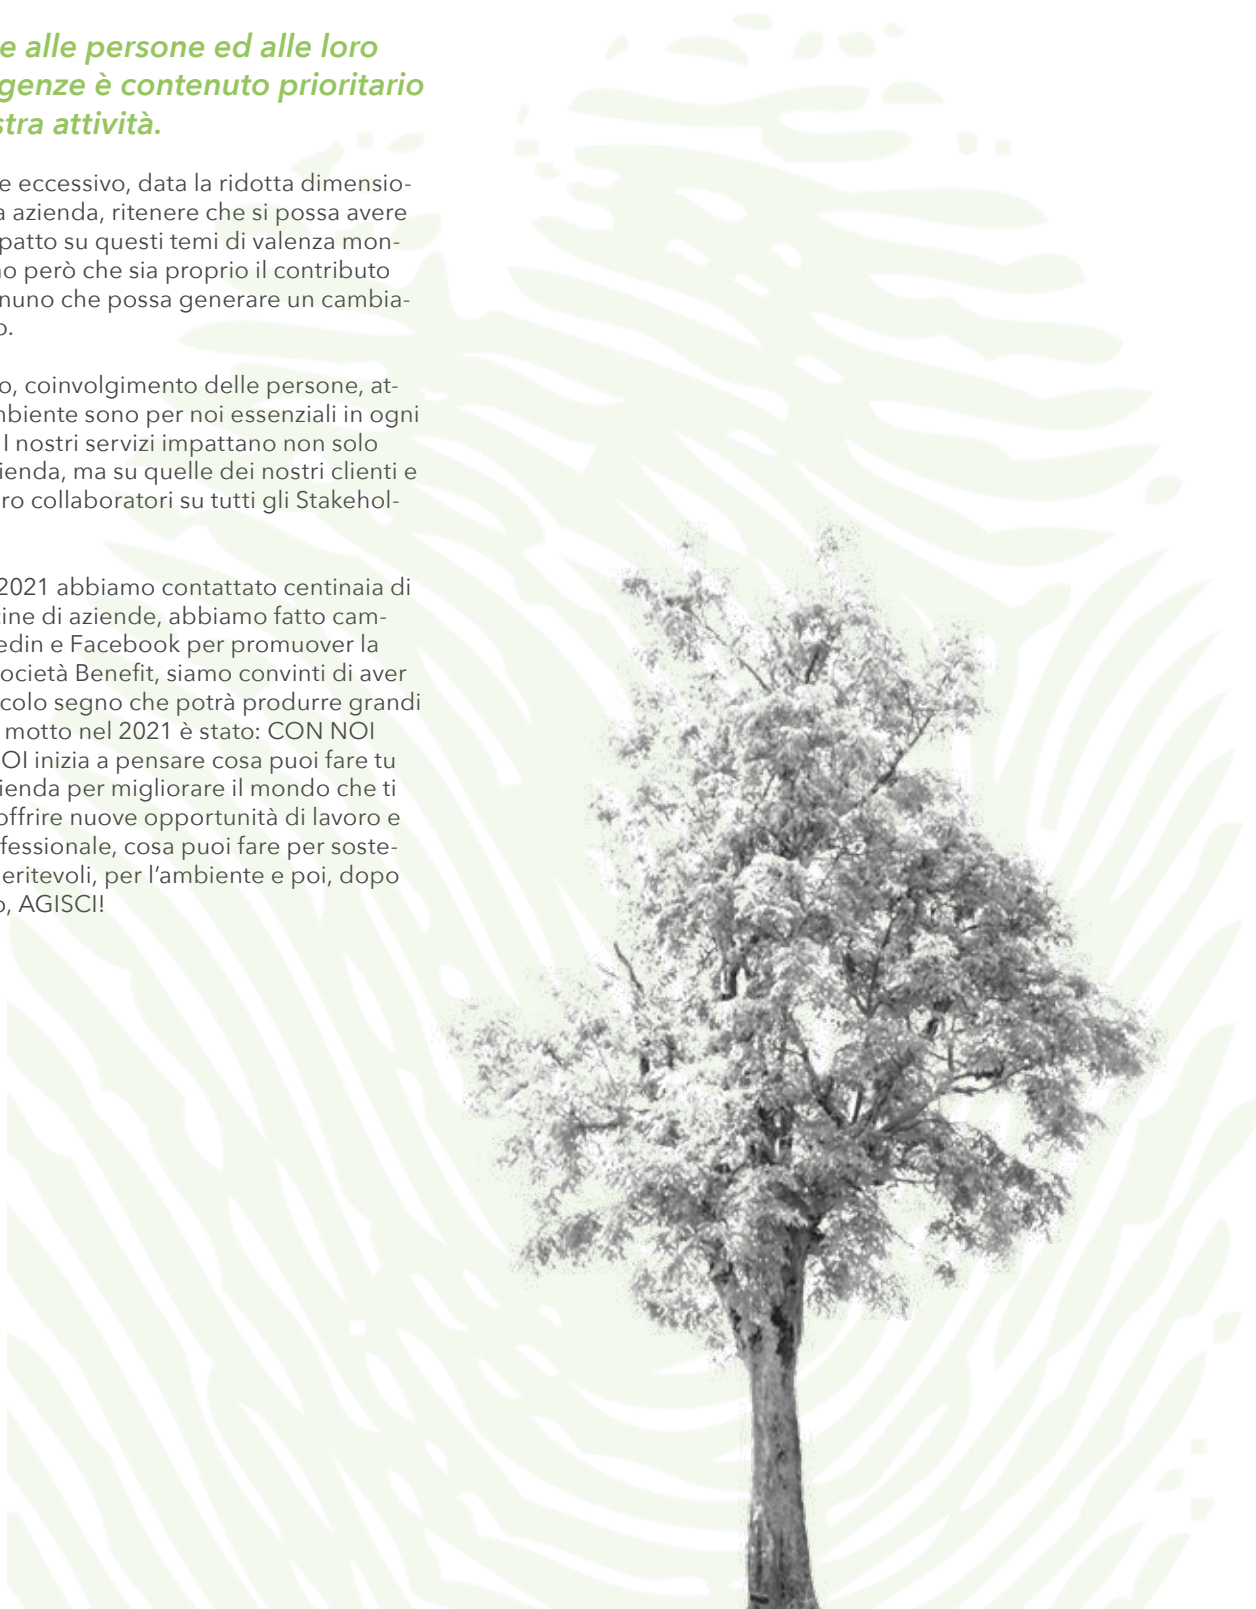 e alle persone ed alle loro
genze è contenuto prioritario
stra attività.
e eccessivo, data la ridotta dimensio-
a azienda, ritenere che si possa avere
patto su questi temi di valenza mon-
no però che sia proprio il contributo
nuno che possa generare un cambia-
o.
o, coinvolgimento delle persone, at-
mbiente sono per noi essenziali in ogni
I nostri servizi impattano non solo
ienda, ma su quelle dei nostri clienti e
ro collaboratori su tutti gli Stakehol-
2021 abbiamo contattato centinaia di
cine di aziende, abbiamo fatto cam-
edin e Facebook per promuover la
ocietà Benefit, siamo convinti di aver
colo segno che potrà produrre grandi
motto nel 2021 è stato: CON NOI
OI inizia a pensare cosa puoi fare tu
zienda per migliorare il mondo che ti
offrire nuove opportunità di lavoro e
fessionale, cosa puoi fare per soste-
eritevoli, per l'ambiente e poi, dopo
o, AGISCI!